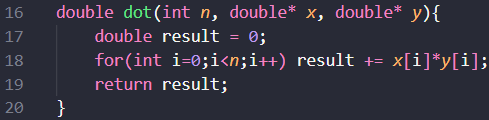 16 double dot(int n, double* x, double* y){
17     double result = 0;
18     for(int i=0;i<n;i++) result += x[i]*y[i];
19     return result;
20 }